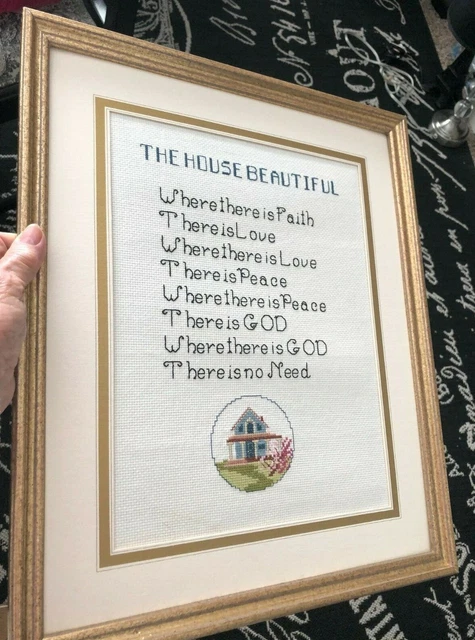 THE HOUSE BEAUTIFUL
Where there is Faith
There is Love
Where there is Love
There is Peace
Where there is Peace
There is GOD
Where there is GOD
There is no Need